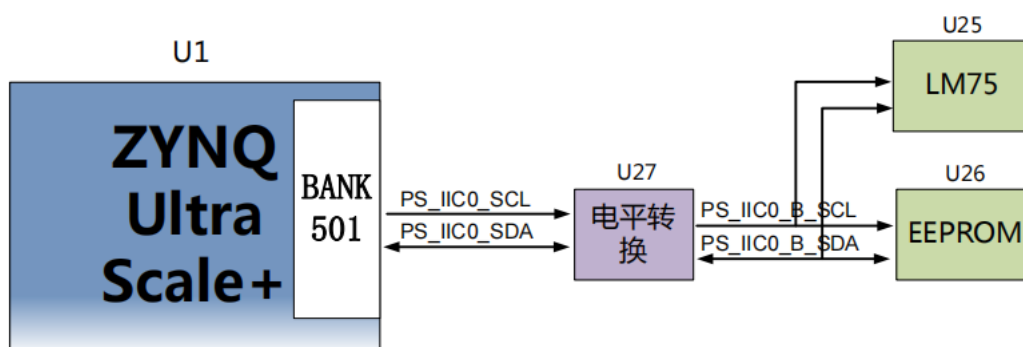 U1
ZYNQ
Ultra
Scale+
BANK
501
PS_IIC0_SCL
PS_IIC0_SDA
U27
电平转
换
PS_IIC0_B_SCL
PS_IIC0_B_SDA
U25
LM75
U26
EEPROM